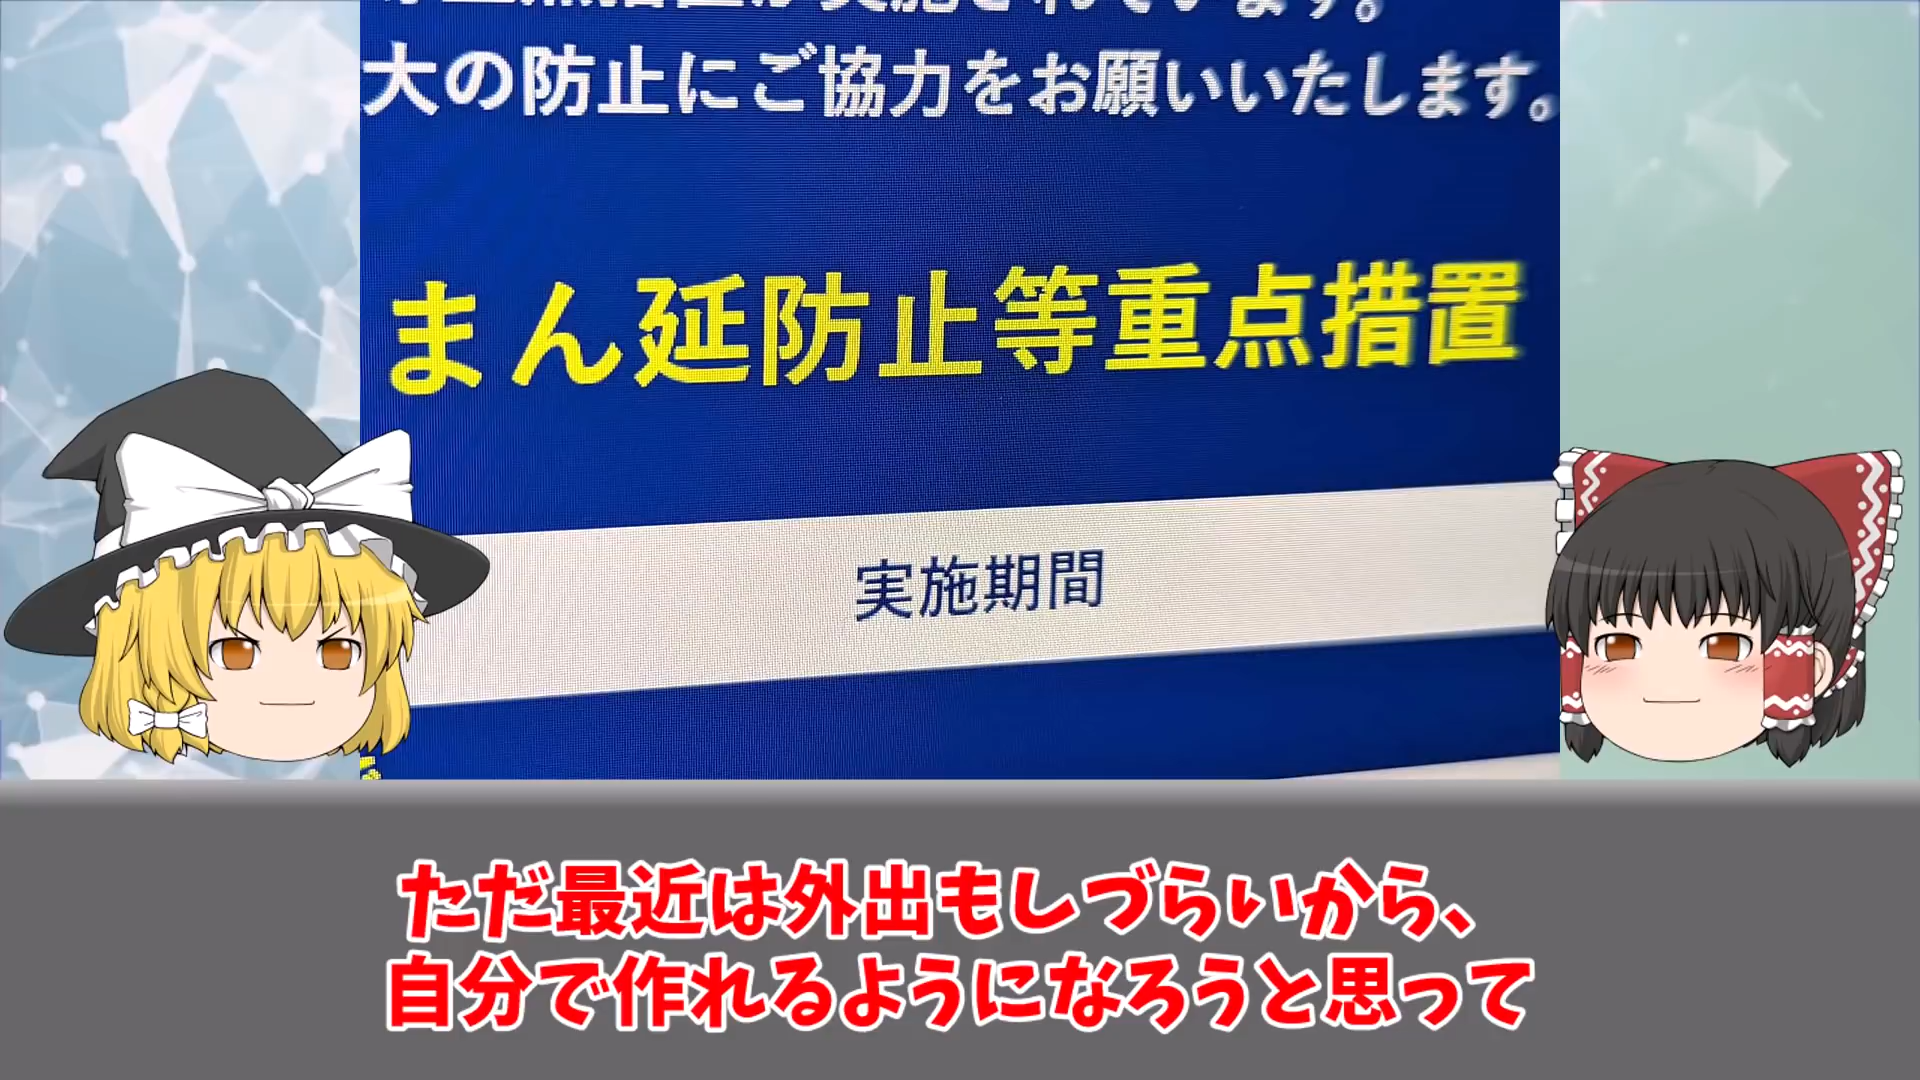 大の防止にご協力をお願いいたします。
まん延防止等重点措置
実施期間
ただ最近は外出もしづらいから、
自分で作れるようになろうと思って